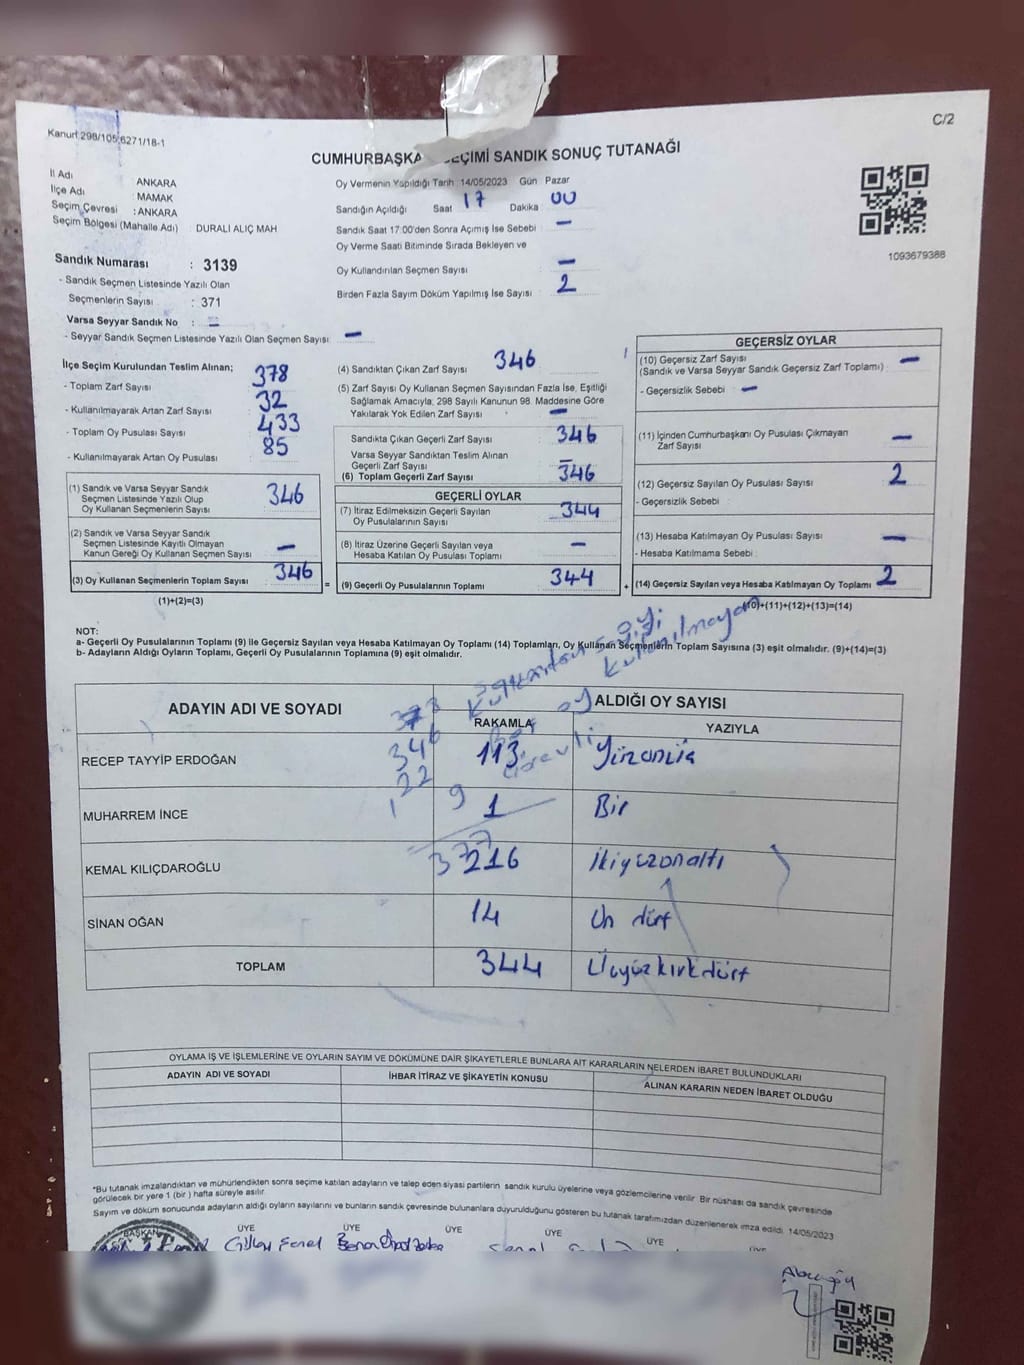 Kanun: 298/105,6271/18-1
C/2
CUMHURBAŞKA EÇİMİ SANDIK SONUÇ TUTANAĞI
İl Adı : ANKARA
İlçe Adı : MAMAK
Seçim Çevresi : ANKARA
Seçim Bölgesi (Mahalle Adı) : DURALI ALIÇ MAH
Sandık Numarası : 3139
- Sandık Seçmen Listesinde Yazılı Olan
Seçmenlerin Sayısı : 371
Varsa Seyyar Sandık No : -
- Seyyar Sandık Seçmen Listesinde Yazılı Olan Seçmen Sayısı : -
Oy Vermenin Yapıldığı Tarih :14/05/2023 Gün Pazar
Sandığın Açıldığı Saat 17 Dakika 00
Sandık Saat 17:00'den Sonra Açımış İse Sebebi : -
Oy Verme Saati Bitiminde Sırada Bekleyen ve
Oy Kullandırılan Seçmen Sayısı : -
Birden Fazla Sayım Döküm Yapılmış İse Sayısı : 2
1093679388
İlçe Seçim Kurulundan Teslim Alınan;
- Toplam Zarf Sayısı : 378
- Kullanılmayarak Artan Zarf Sayısı : 32
- Toplam Oy Pusulası Sayısı : 433
- Kullanılmayarak Artan Oy Pusulası : 85
(1) Sandık ve Varsa Seyyar Sandık
Seçmen Listesinde Yazılı Olup
Oy Kullanan Seçmenlerin Sayısı : 346
(2) Sandık ve Varsa Seyyar Sandık
Seçmen Listesinde Kayıtlı Olmayan
Kanun Gereği Oy Kullanan Seçmen Sayısı : -
(3) Oy Kullanan Seçmenlerin Toplam Sayısı : 346 =
(1)+(2)=(3)
(4) Sandıktan Çıkan Zarf Sayısı : 346
(5) Zarf Sayısı Oy Kullanan Seçmen Sayısından Fazla İse, Eşitliği
Sağlamak Amacıyla; 298 Sayılı Kanunun 98. Maddesine Göre
Yakılarak Yok Edilen Zarf Sayısı : -
Sandıkta Çıkan Geçerli Zarf Sayısı : 346
Varsa Seyyar Sandıktan Teslim Alınan
Geçerli Zarf Sayısı : -
(6) Toplam Geçerli Zarf Sayısı : 346
GEÇERLİ OYLAR
(7) İtiraz Edilmeksizin Geçerli Sayılan
Oy Pusulalarının Sayısı : 344
(8) İtiraz Üzerine Geçerli Sayılan veya
Hesaba Katılan Oy Pusulası Toplamı : -
(9) Geçerli Oy Pusulalarının Toplamı : 344 +
GEÇERSİZ OYLAR
(10) Geçersiz Zarf Sayısı
(Sandık ve Varsa Seyyar Sandık Geçersiz Zarf Toplamı) : -
- Geçersizlik Sebebi : -
(11) İçinden Cumhurbaşkanı Oy Pusulası Çıkmayan
Zarf Sayısı : -
(12) Geçersiz Sayılan Oy Pusulası Sayısı : 2
- Geçersizlik Sebebi :
(13) Hesaba Katılmayan Oy Pusulası Sayısı : -
- Hesaba Katılmama Sebebi :
(14) Geçersiz Sayılan veya Hesaba Katılmayan Oy Toplamı : 2
(10)+(11)+(12)+(13)=(14)
NOT:
a- Geçerli Oy Pusulalarının Toplamı (9) ile Geçersiz Sayılan veya Hesaba Katılmayan Oy Toplamı (14) Toplamları, Oy Kullanan Seçmenlerin Toplam Sayısına (3) eşit olmalıdır. (9)+(14)=(3)
b- Adayların Aldığı Oyların Toplamı, Geçerli Oy Pusulalarının Toplamına (9) eşit olmalıdır.
oyi
kullanılmayan
oy
346
22
9
377
ADAYIN ADI VE SOYADI
ALDIĞI OY SAYISI
RAKAMLA YAZIYLA
RECEP TAYYİP ERDOĞAN 113
MUHARREM İNCE 1 Bir
KEMAL KILIÇDAROĞLU 216 İkiyüzonaltı
SİNAN OĞAN 14 On dört
TOPLAM 344 Üçyüzkırkdört
OYLAMA İŞ VE İŞLEMLERİNE VE OYLARIN SAYIM VE DÖKÜMÜNE DAİR ŞİKAYETLERLE BUNLARA AİT KARARLARIN NELERDEN İBARET BULUNDUKLARI
ADAYIN ADI VE SOYADI İHBAR İTİRAZ VE ŞİKAYETİN KONUSU ALINAN KARARIN NEDEN İBARET OLDUĞU
*Bu tutanak imzalandıktan ve mühürlendikten sonra seçime katılan adayların ve talep eden siyasi partilerin sandık kurulu üyelerine veya gözlemcilerine verilir Bir nüshası da sandık çevresinde
görülecek bir yere 1 (bir) hafta süreyle asılır.
Sayım ve döküm sonucunda adayların aldığı oyların sayılarını ve bunların sandık çevresinde bulunanlara duyurulduğunu gösteren bu tutanak tarafımızdan düzenlenerek imza edildi. 14/05/2023
BAŞKAN ÜYE ÜYE ÜYE ÜYE ÜYE ÜYE